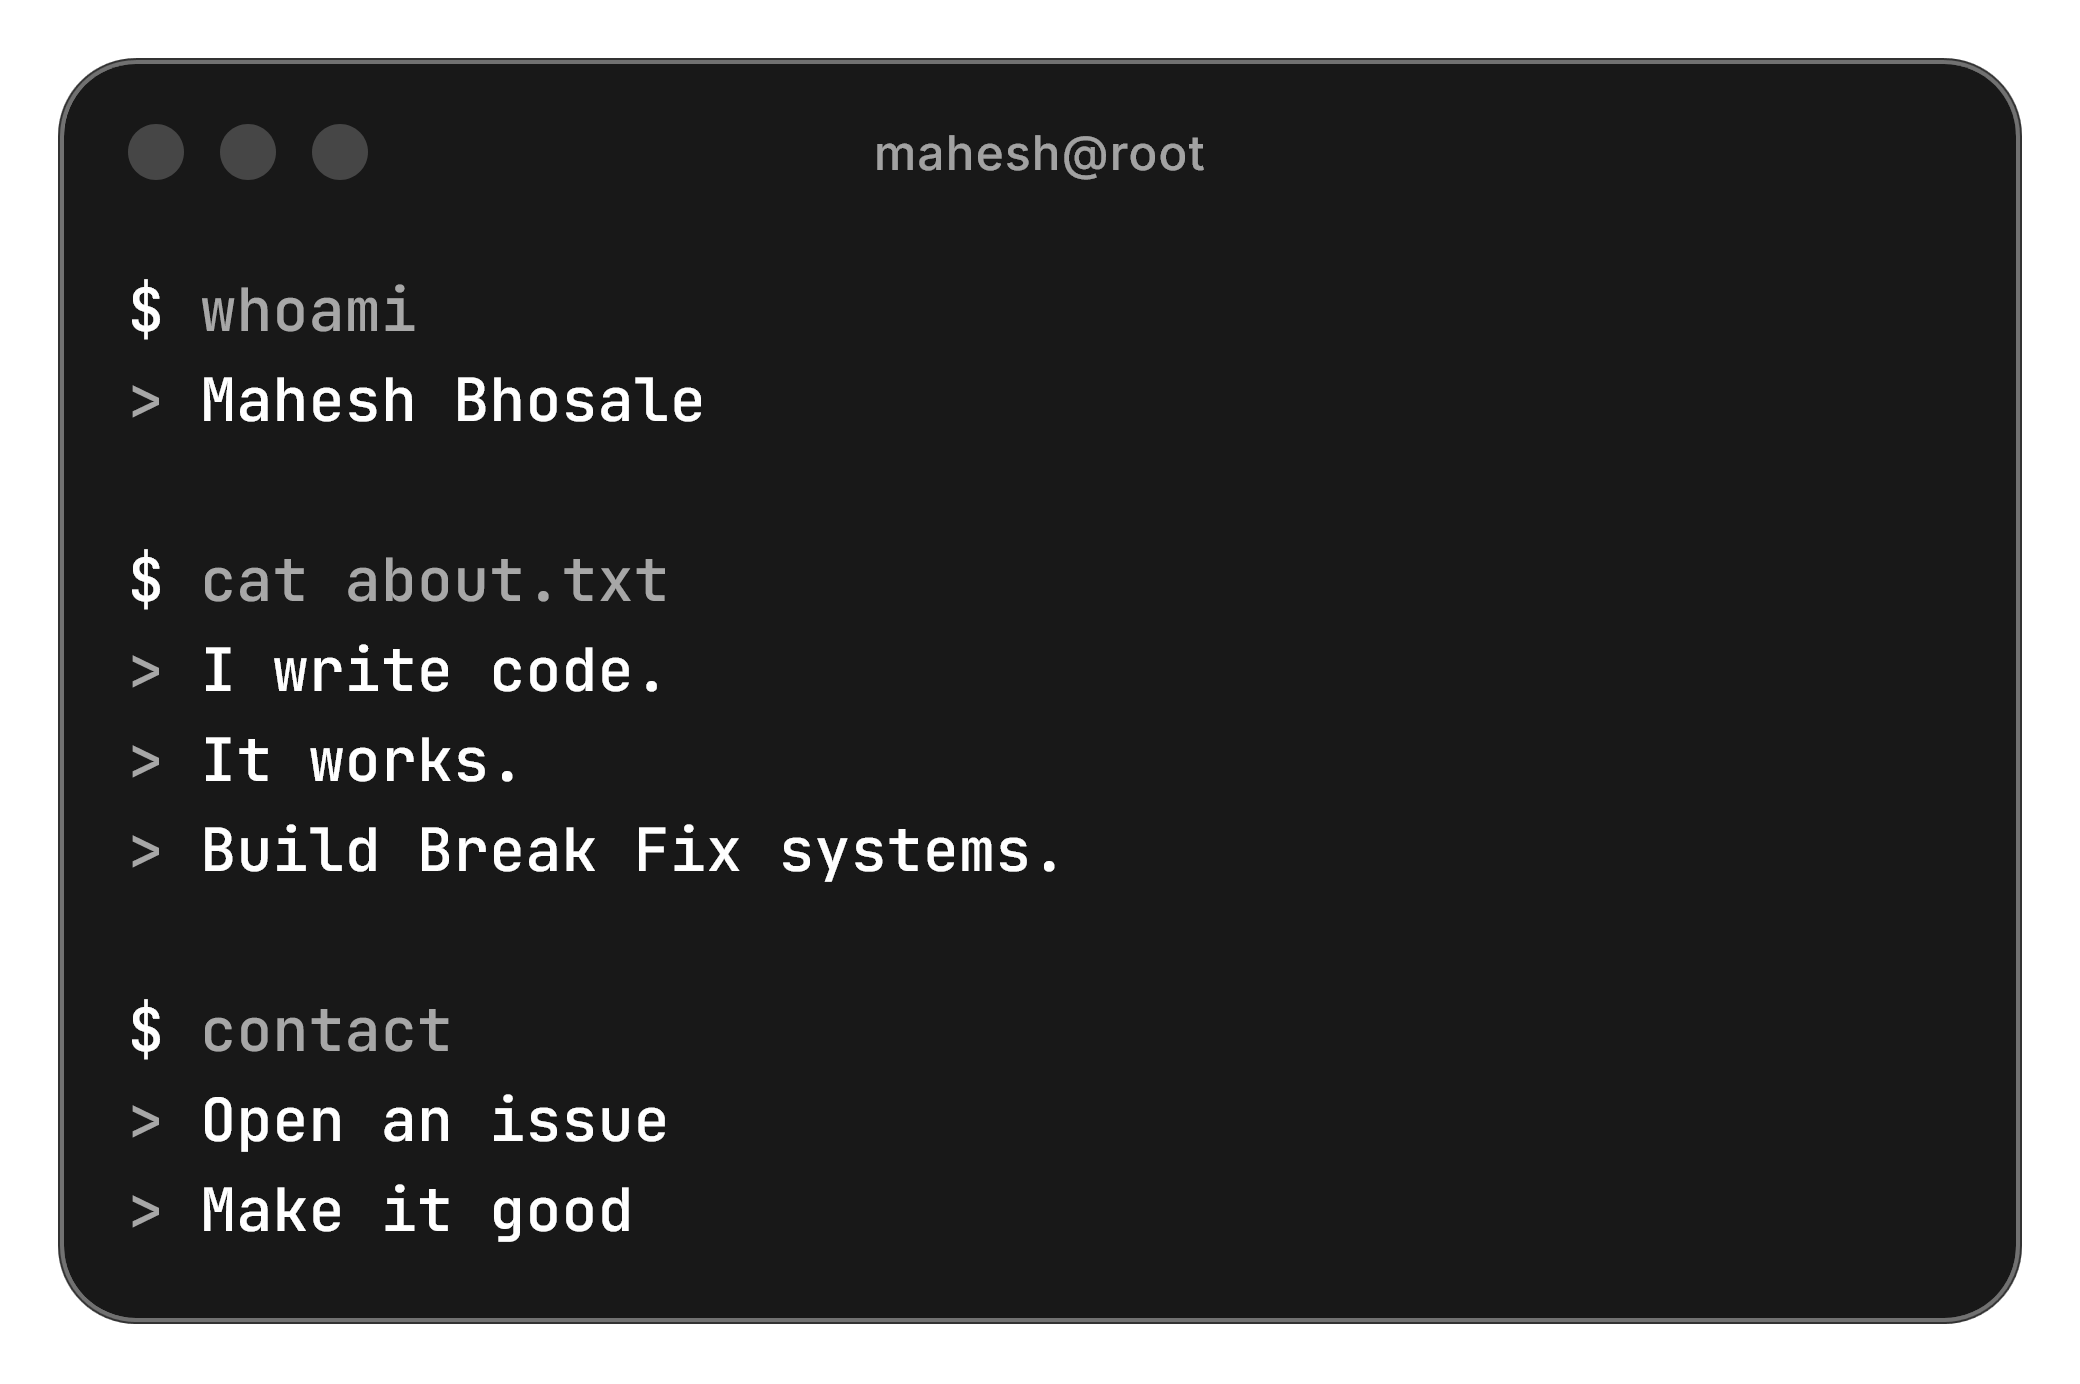 mahesh@root
$ whoami
> Mahesh Bhosale
$ cat about.txt
> I write code.
> It works.
> Build Break Fix systems.
$ contact
> Open an issue
> Make it good